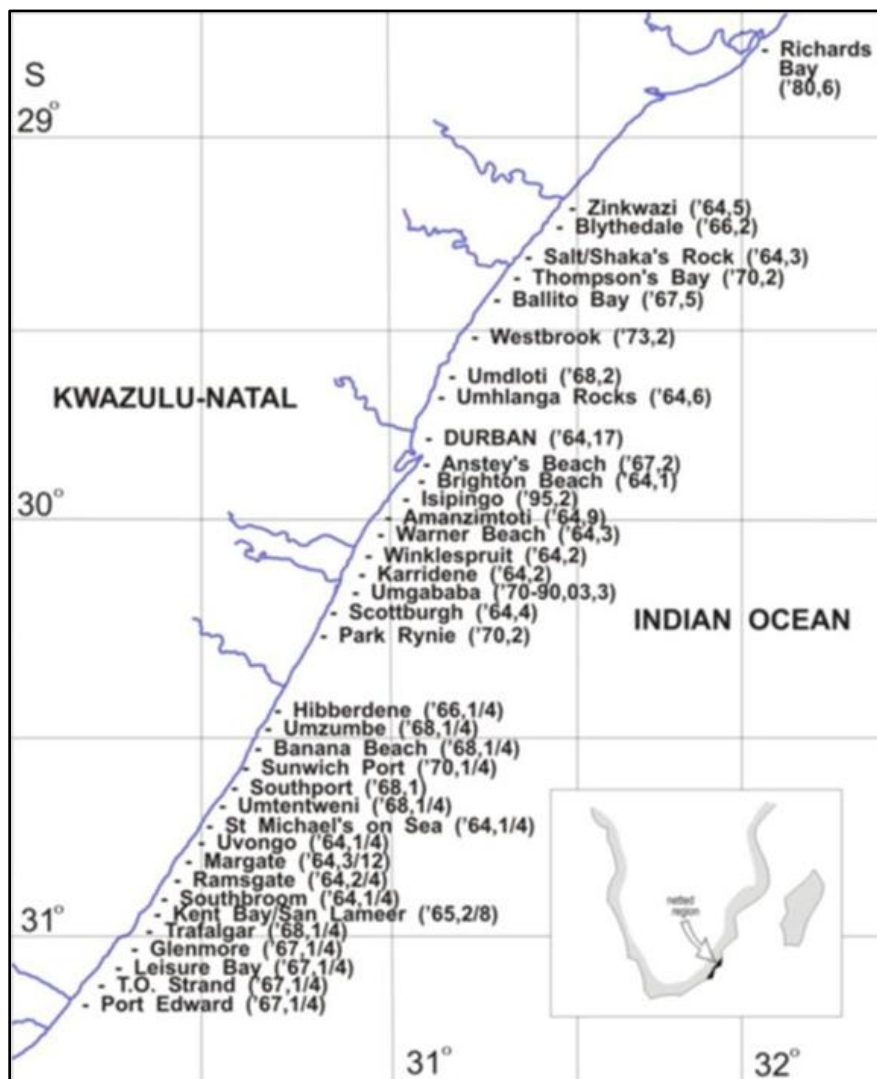 Richards
Bay
('80,6)
S
29°
Zinkwazi ('64,5)
Blythedale ('66,2)
Salt/Shaka's Rock ('64,3)
Thompson's Bay ('70,2)
Ballito Bay ('67,5)
Westbrook ('73,2)
Umdloti ('68,2)
KWAZULU-NATAL
Umhlanga Rocks ('64,6)
DURBAN ('64,17)
Anstey's Beach ('67,2)
Brighton Beach ('64,1)
30°
Isipingo ('95,2)
Amanzimtoti ('64,9)
Warner Beach ('64,3)
Winklespruit ('64,2)
Karridene ('64,2)
Umgababa ('70-90,03,3)
Scottburgh ('64,4)
INDIAN OCEAN
Park Rynie ('70,2)
Hibberdene ('66,1/4)
Umzumbe ('68,1/4)
Banana Beach ('68,1/4)
Sunwich Port ('70,1/4)
Southport ('68,1)
Umtentweni ('68,1/4)
St Michael's on Sea ('64,1/4)
Uvongo ('64,1/4)
Margate ('64,3/12)
Ramsgate ('64,2/4)
Southbroom ('64,1/4)
31°
Kent Bay/San Lameer ('65,2/8)
Trafalgar ('68,1/4)
Glenmore ('67,1/4)
Leisure Bay ('67,1/4)
T.O. Strand ('67,1/4)
Port Edward ('67,1/4)
netted
region
31°
32°